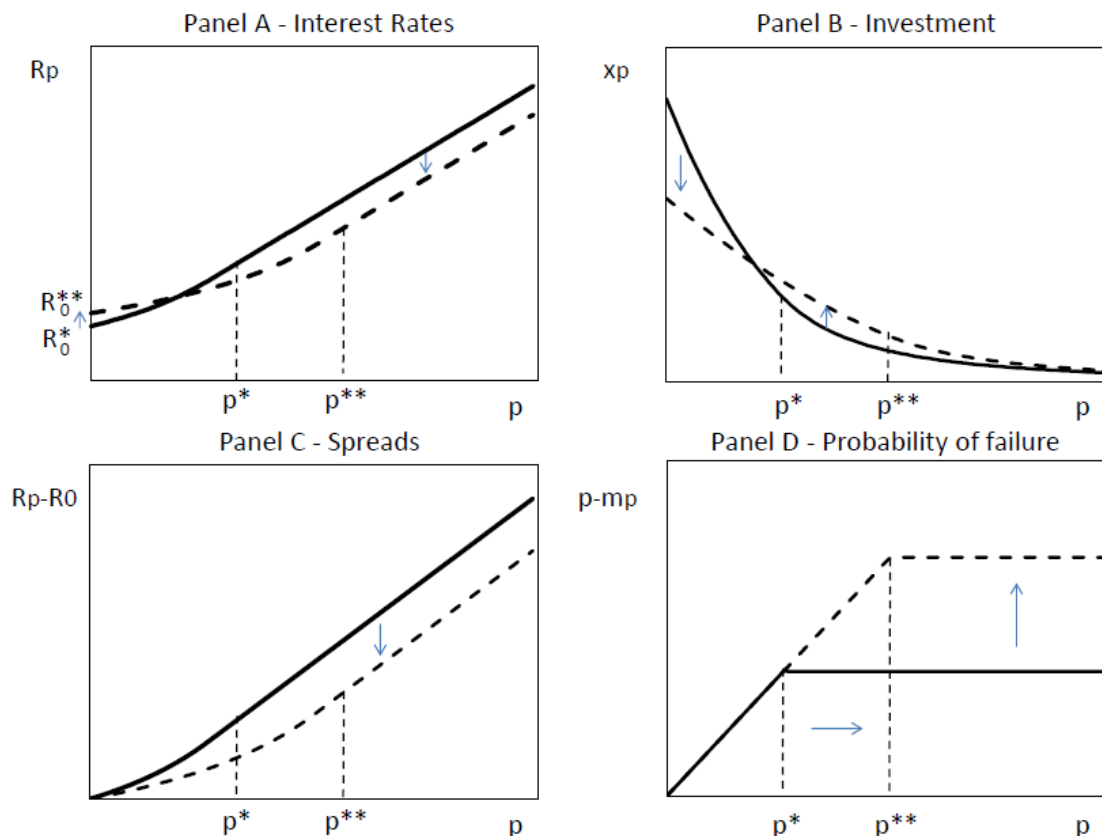 Panel A - Interest Rates
Rp
R₀**
R₀*
p*
p**
p
Panel B - Investment
xp
p*
p**
p
Panel C - Spreads
Rp-R0
p*
p**
p
Panel D - Probability of failure
p-mp
p*
p**
p